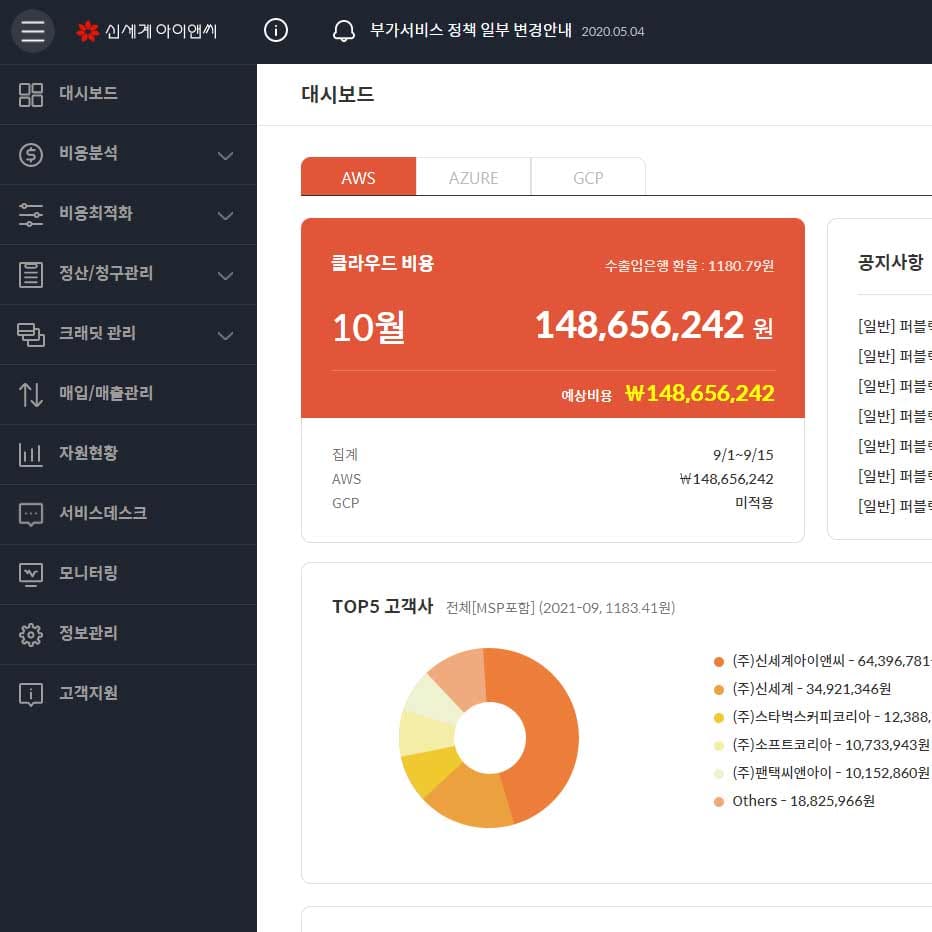 신세계 아이앤씨
부가서비스 정책 일부 변경안내 2020.05.04
대시보드
비용분석
비용최적화
정산/청구관리
크래딧 관리
매입/매출관리
자원현황
서비스데스크
모니터링
정보관리
고객지원
대시보드
AWS AZURE GCP
클라우드 비용 수출입은행 환율 : 1180.79원
10월 148,656,242 원
예상비용 ₩148,656,242
집계 9/1~9/15
AWS ₩148,656,242
GCP 미적용
공지사항
[일반] 퍼블
[일반] 퍼블
[일반] 퍼블
[일반] 퍼블
[일반] 퍼블
[일반] 퍼블
[일반] 퍼블
TOP5 고객사 전체[MSP포함] (2021-09, 1183.41원)
(주)신세계아이앤씨 - 64,396,781
(주)신세계 - 34,921,346원
(주)스타벅스커피코리아 - 12,388,
(주)소프트코리아 - 10,733,943원
(주)팬택씨앤아이 - 10,152,860원
Others - 18,825,966원